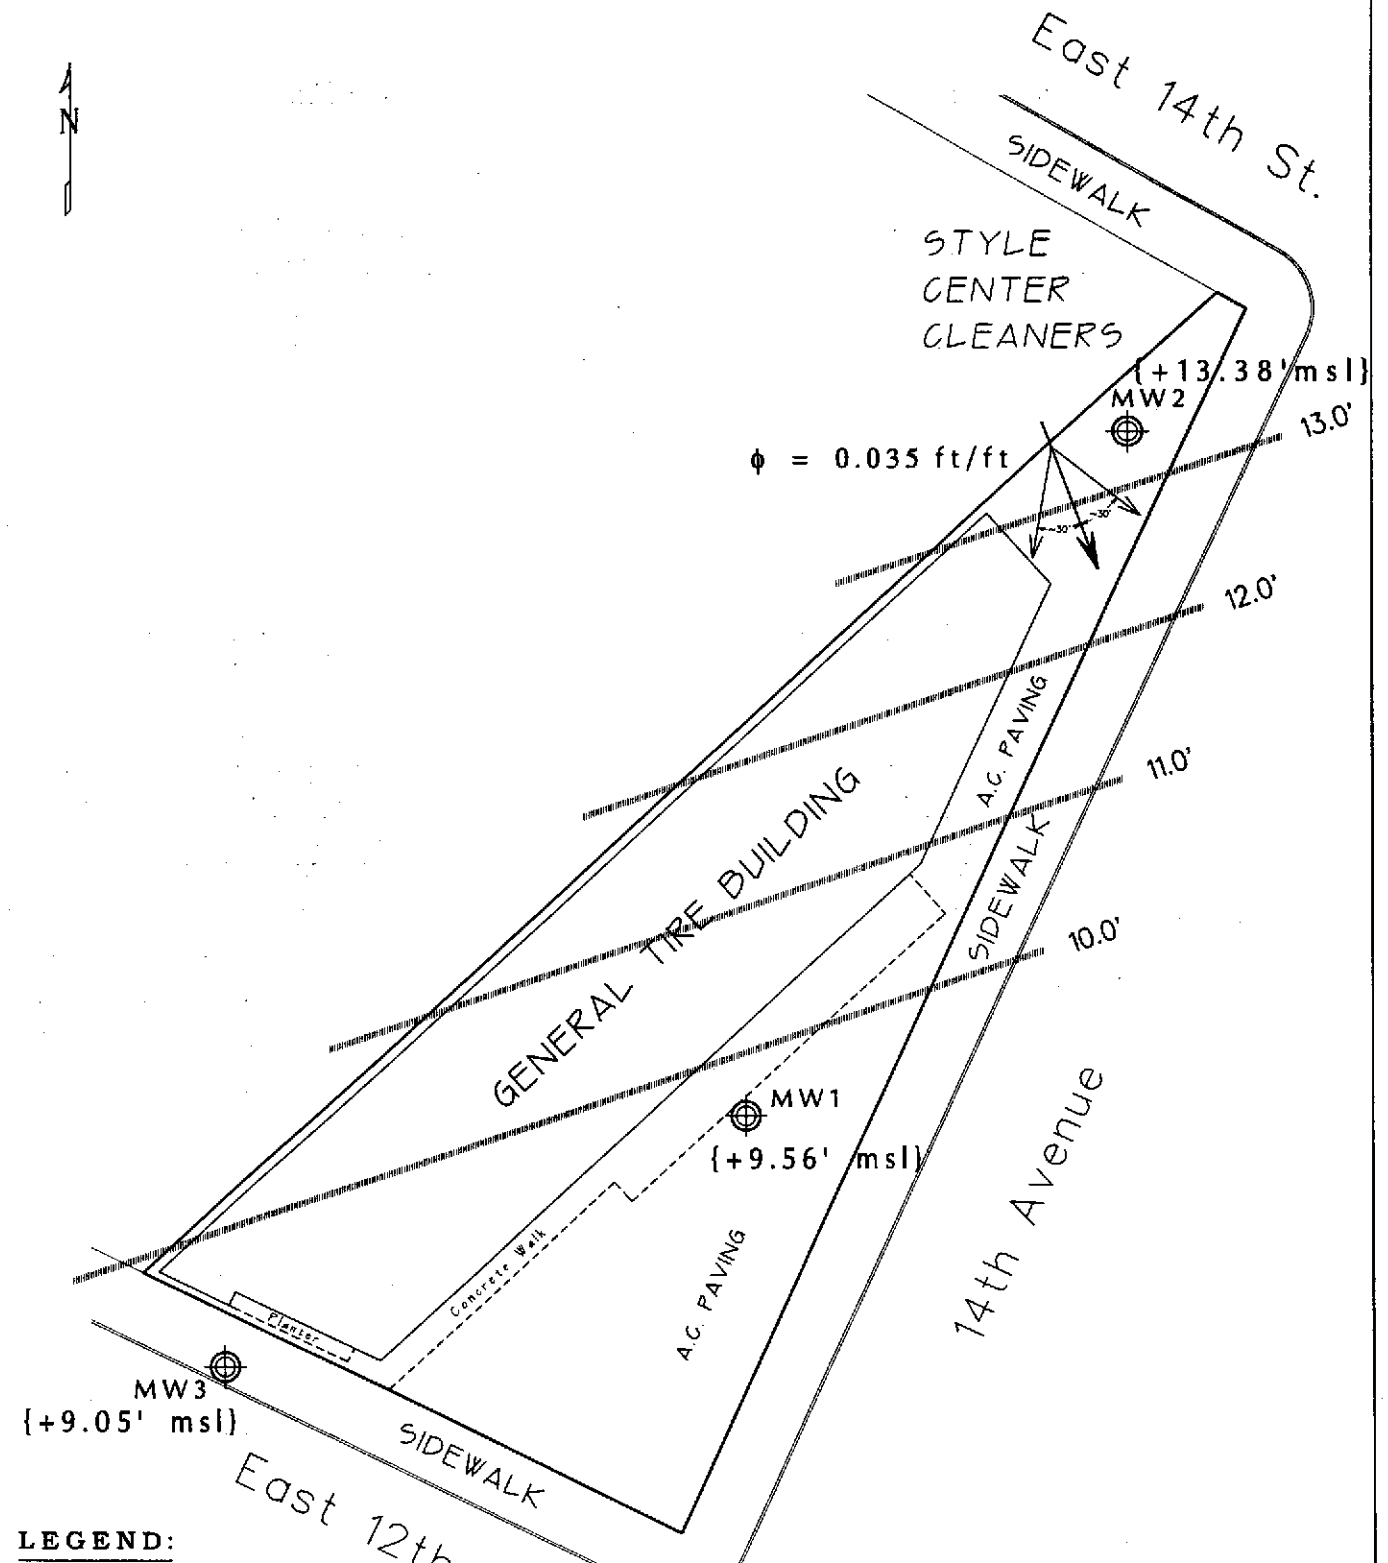 East 14th St.
N
SIDEWALK
STYLE
CENTER
CLEANERS
{+13.38' msl}
MW2
13.0'
ϕ = 0.035 ft/ft
~30°
~30°
12.0'
A.C. PAVING
11.0'
GENERAL TIRE BUILDING
SIDEWALK
10.0'
MW1
{+9.56' msl}
14th Avenue
Concrete Walk
A.C. PAVING
Planter
MW3
{+9.05' msl}
SIDEWALK
East 12th
LEGEND: